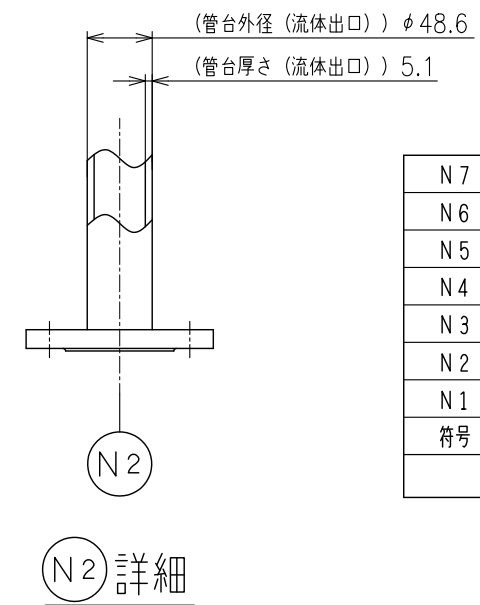 (管台外径 (流体出口) ) φ48.6
(管台厚さ (流体出口) ) 5.1
N2
N2 詳細
N7
N6
N5
N4
N3
N2
N1
符号